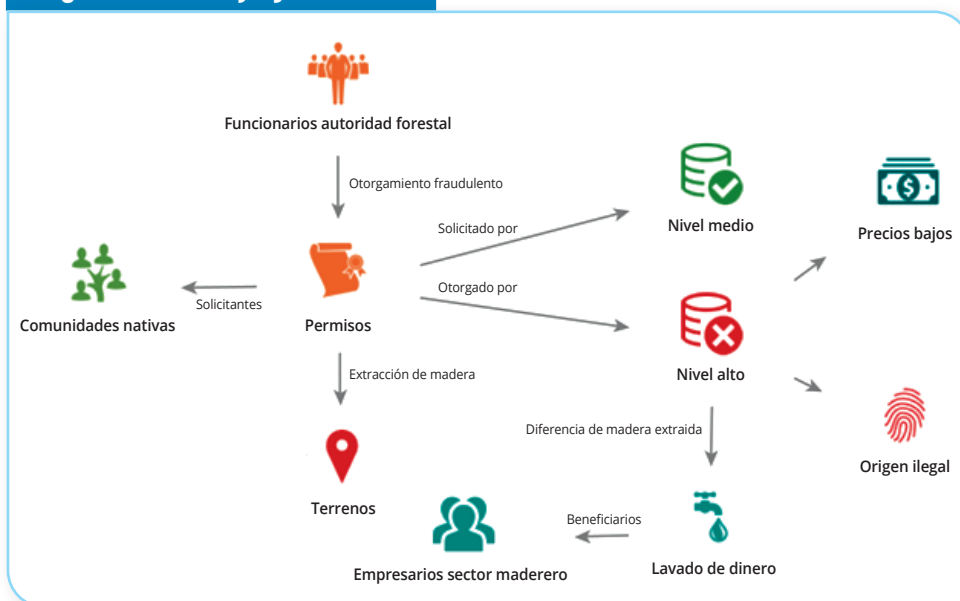 Funcionarios autoridad forestal
Otorgamiento fraudulento
Solicitado por
Nivel medio
Precios bajos
Otorgado por
Solicitantes
Comunidades nativas
Permisos
Extracción de madera
Nivel alto
Diferencia de madera extraida
Origen ilegal
Terrenos
Beneficiarios
Empresarios sector maderero
Lavado de dinero